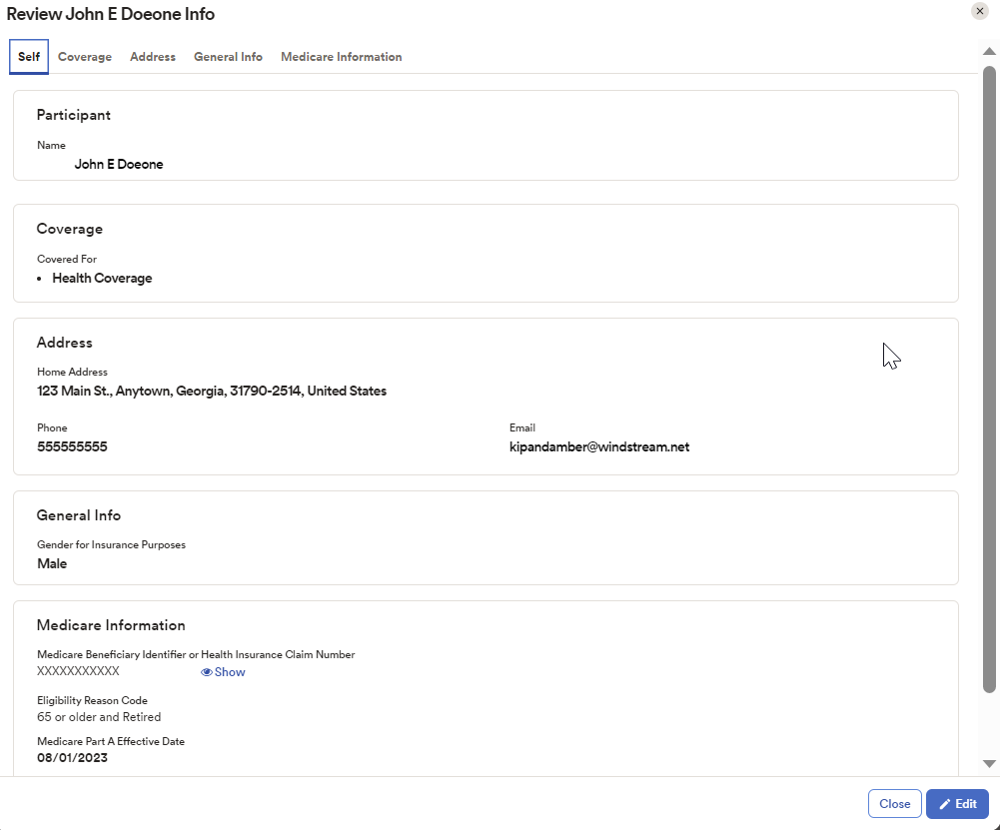 Review John E Doeone Info
Self Coverage Address General Info Medicare Information
Participant
Name
John E Doeone
Coverage
Covered For
• Health Coverage
Address
Home Address
123 Main St., Anytown, Georgia, 31790-2514, United States
Phone Email
555555555 kipandamber@windstream.net
General Info
Gender for Insurance Purposes
Male
Medicare Information
Medicare Beneficiary Identifier or Health Insurance Claim Number
XXXXXXXXXXX Show
Eligibility Reason Code
65 or older and Retired
Medicare Part A Effective Date
08/01/2023
Close Edit